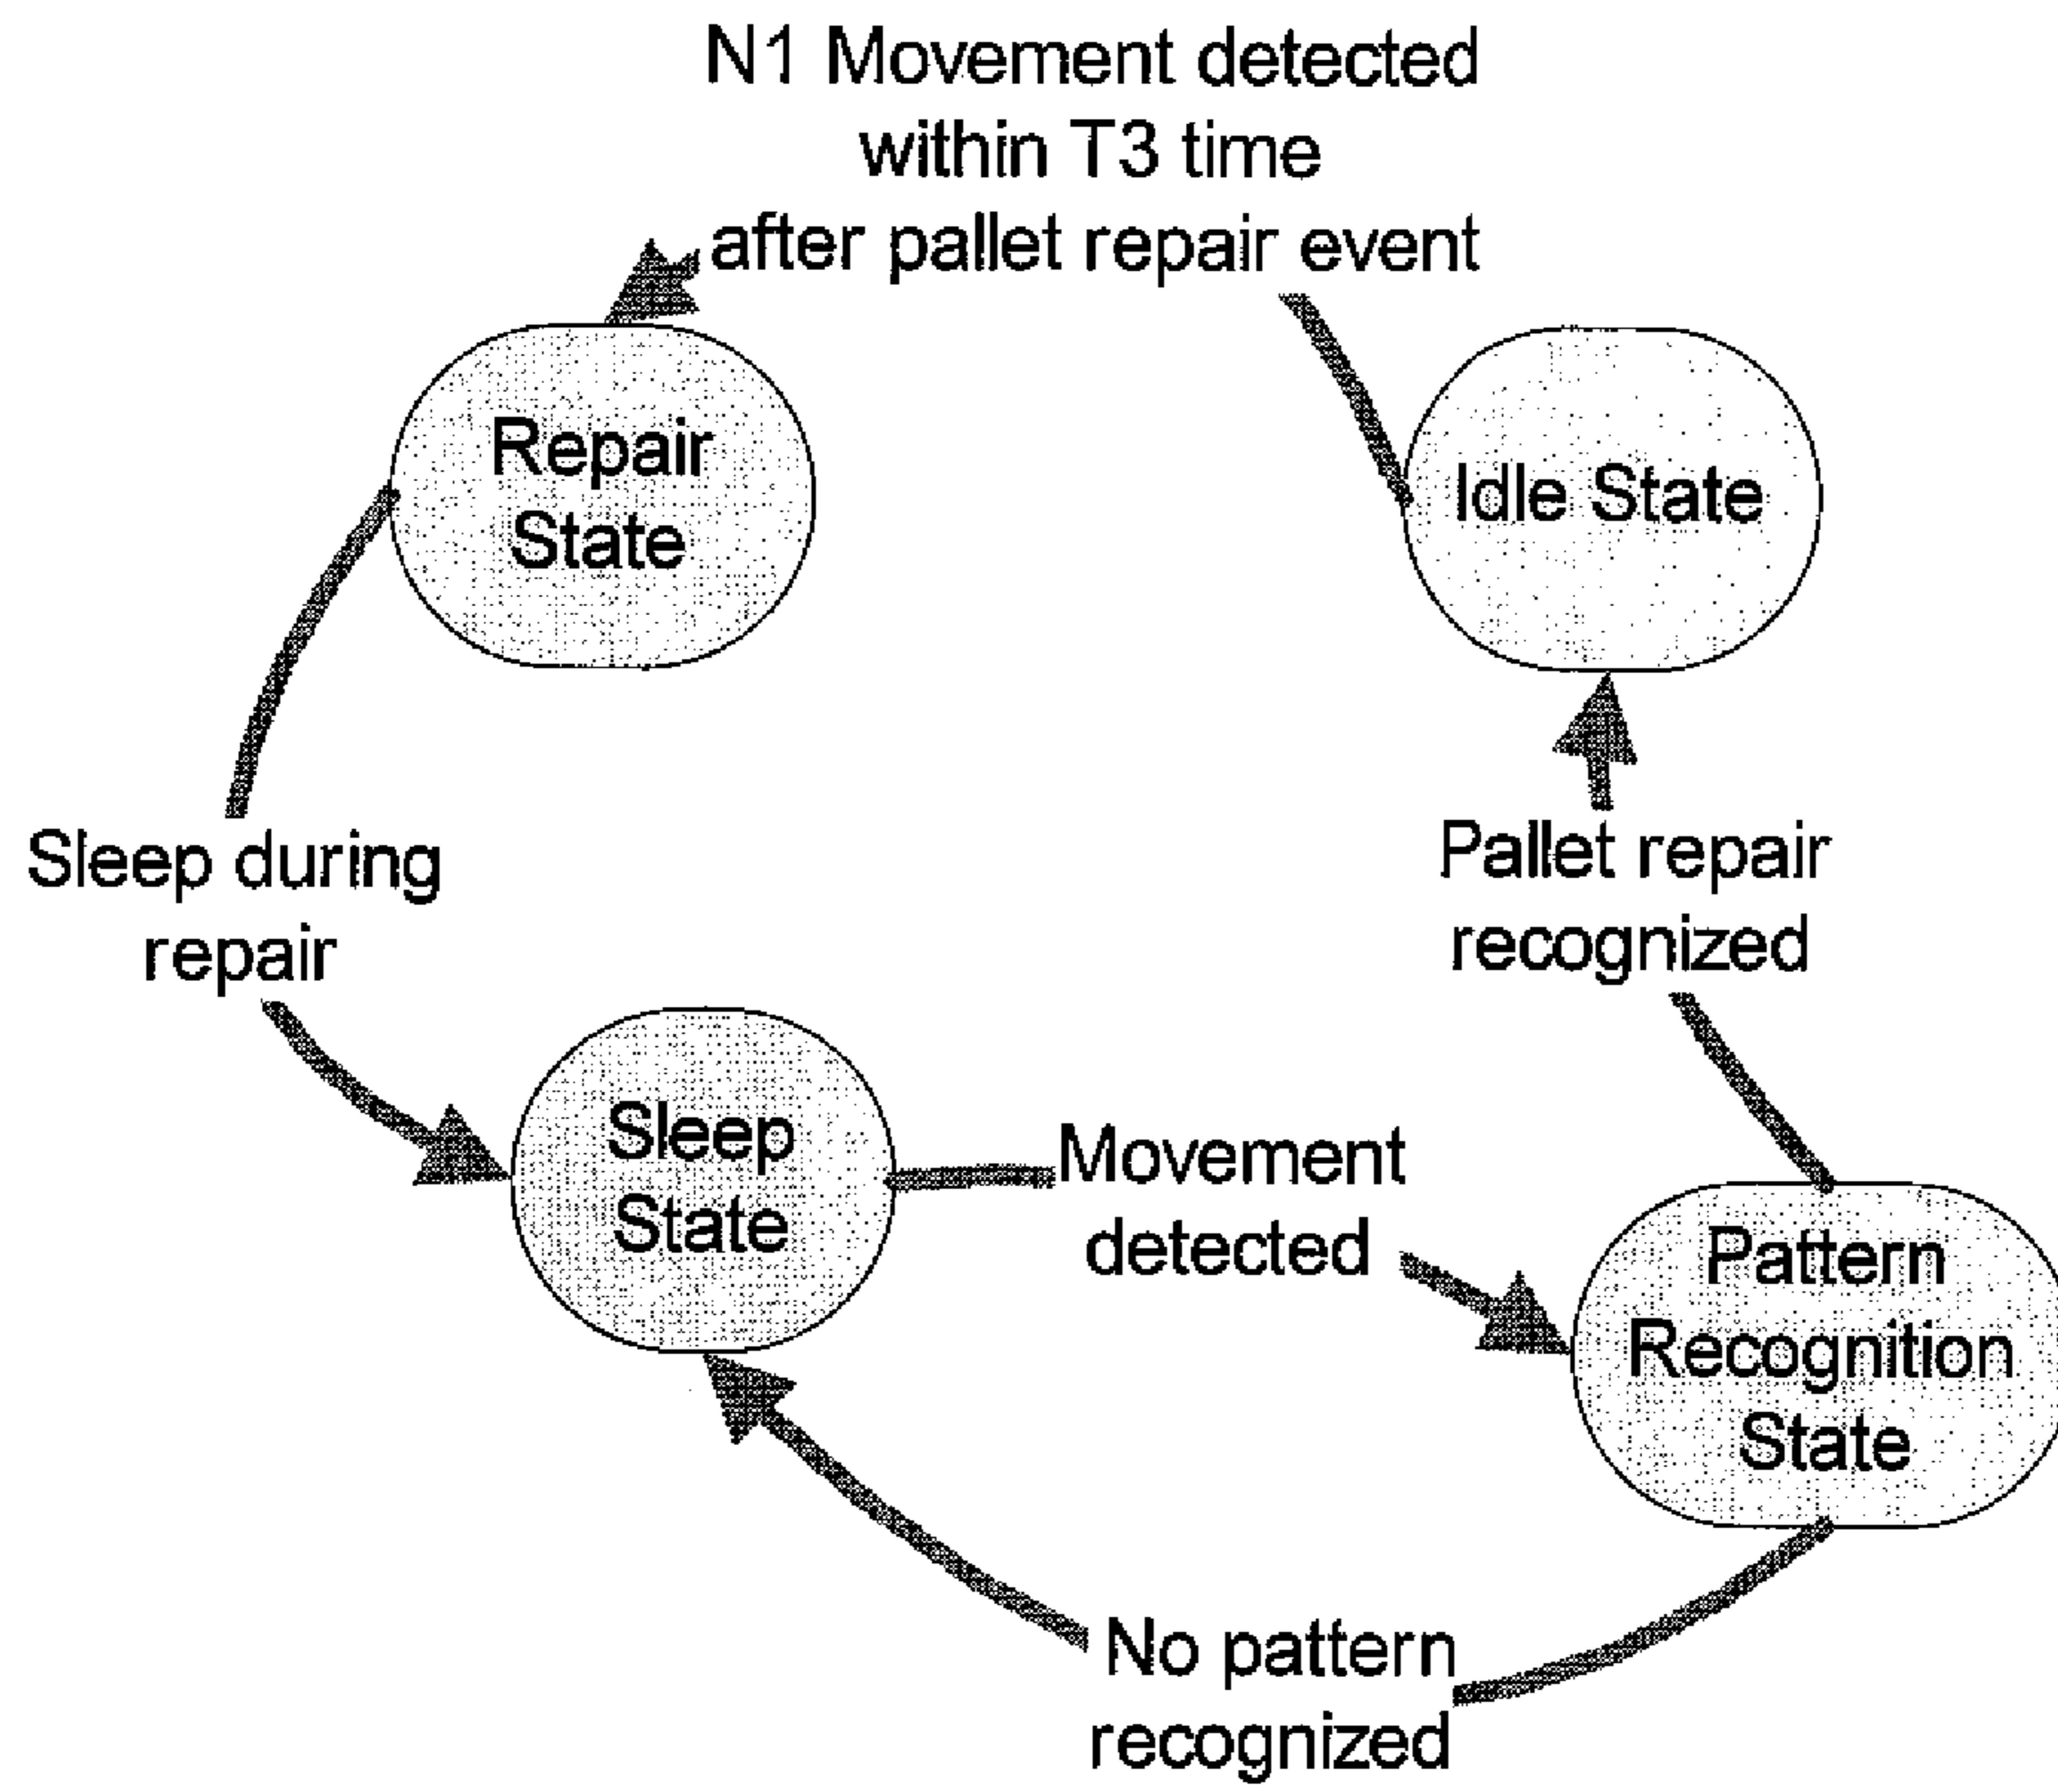 N1 Movement detected
within T3 time
after pallet repair event
Repair
State
Idle State
Sleep during
repair
Pallet repair
recognized
Sleep
State
Movement
detected
Pattern
Recognition
State
No pattern
recognized